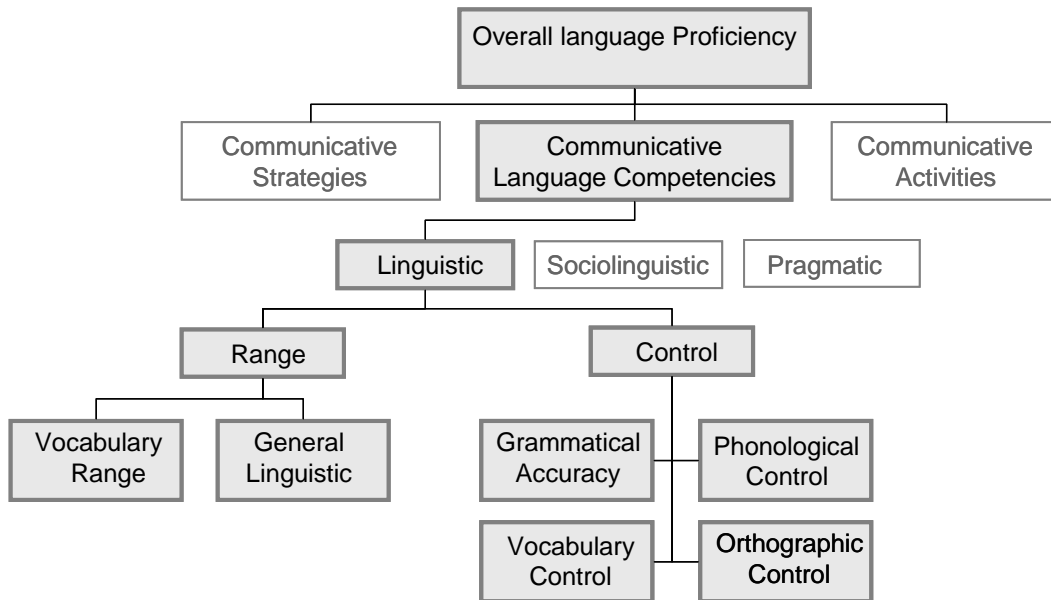 Overall language Proficiency
Communicative
Strategies
Communicative
Language Competencies
Communicative
Activities
Linguistic
Sociolinguistic
Pragmatic
Range
Control
Vocabulary
Range
General
Linguistic
Grammatical
Accuracy
Phonological
Control
Vocabulary
Control
Orthographic
Control